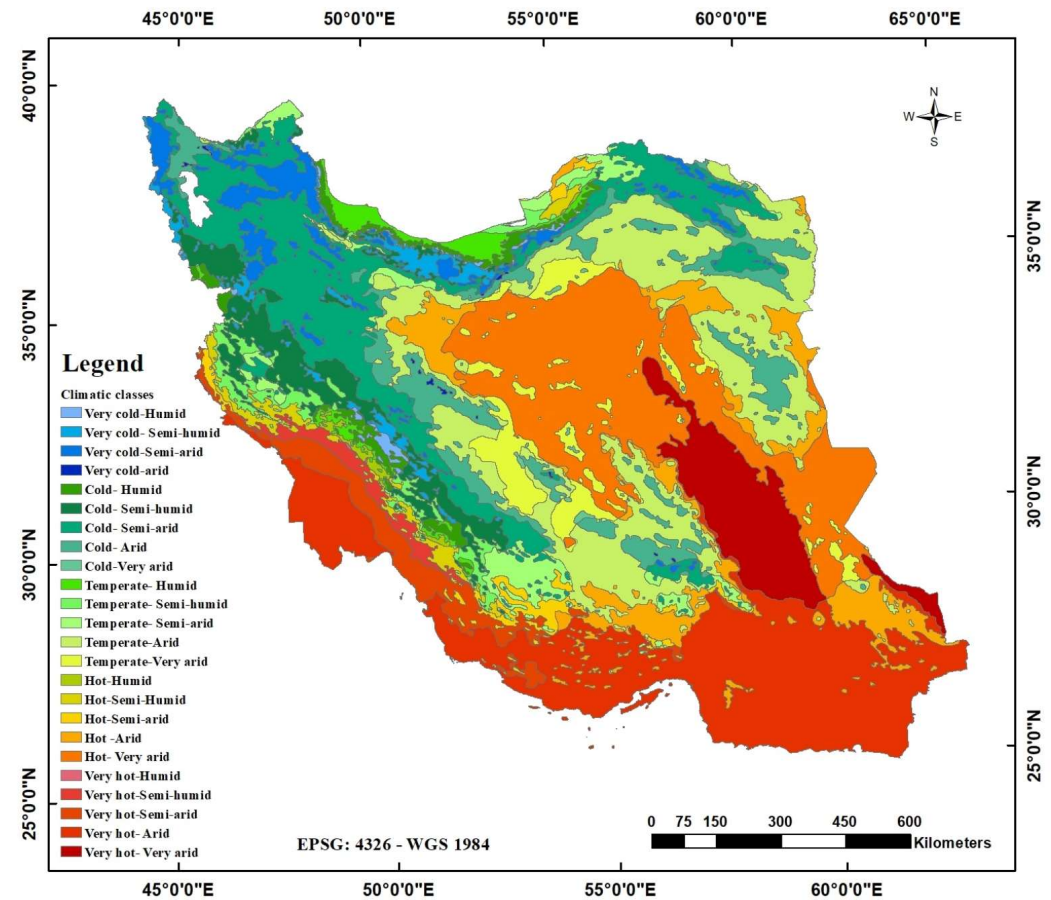 45°0'0"E 50°0'0"E 55°0'0"E 60°0'0"E 65°0'0"E
40°0'0"N
35°0'0"N
30°0'0"N
25°0'0"N
35°0'0"N
30°0'0"N
25°0'0"N
N
W E
S
Legend
Climatic classes
Very cold-Humid
Very cold- Semi-humid
Very cold-Semi-arid
Very cold-arid
Cold- Humid
Cold- Semi-humid
Cold- Semi-arid
Cold- Arid
Cold-Very arid
Temperate- Humid
Temperate- Semi-humid
Temperate- Semi-arid
Temperate-Arid
Temperate-Very arid
Hot-Humid
Hot-Semi-Humid
Hot-Semi-arid
Hot -Arid
Hot- Very arid
Very hot-Humid
Very hot-Semi-humid
Very hot-Semi-arid
Very hot- Arid
Very hot- Very arid
EPSG: 4326 - WGS 1984
0 75 150 300 450 600
Kilometers
45°0'0"E 50°0'0"E 55°0'0"E 60°0'0"E